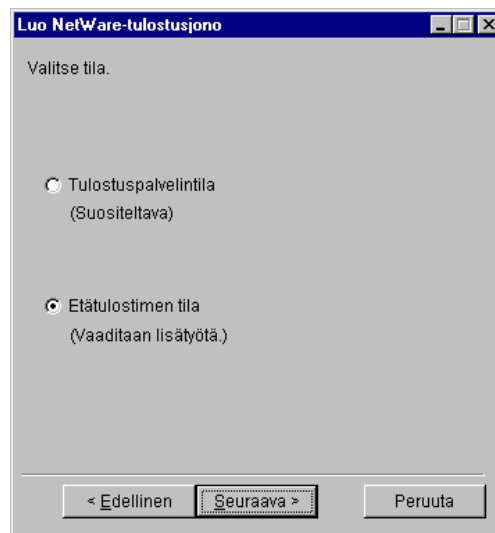 Luo NetWare-tulostusjono
Valitse tila.
Tulostuspalvelintila
(Suositeltava)
Etätulostimen tila
(Vaaditaan lisätyötä.)
< Edellinen Seuraava > Peruuta